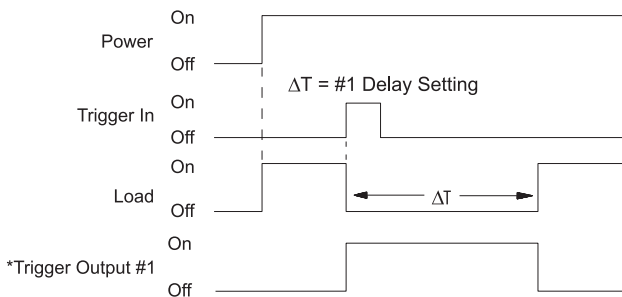 On
Power
Off
ΔT = #1 Delay Setting
On
Trigger In
Off
On
Load
ΔT
Off
On
*Trigger Output #1
Off